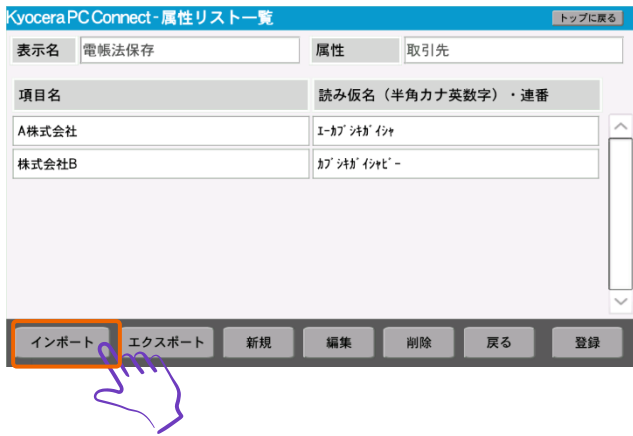 Kyocera PC Connect - 属性リスト一覧 トップに戻る
表示名 電帳法保存 属性 取引先
項目名 読み仮名（半角カナ英数字）・連番
A株式会社 ｴｰｶﾌﾞｼｷｶﾞｲｼｬ
株式会社B ｶﾌﾞｼｷｶﾞｲｼｬﾋﾞｰ
インポート エクスポート 新規 編集 削除 戻る 登録